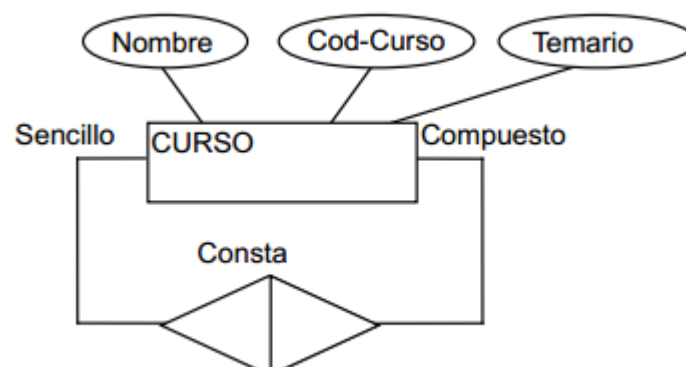 Nombre
Cod-Curso
Temario
Sencillo
CURSO
Compuesto
Consta